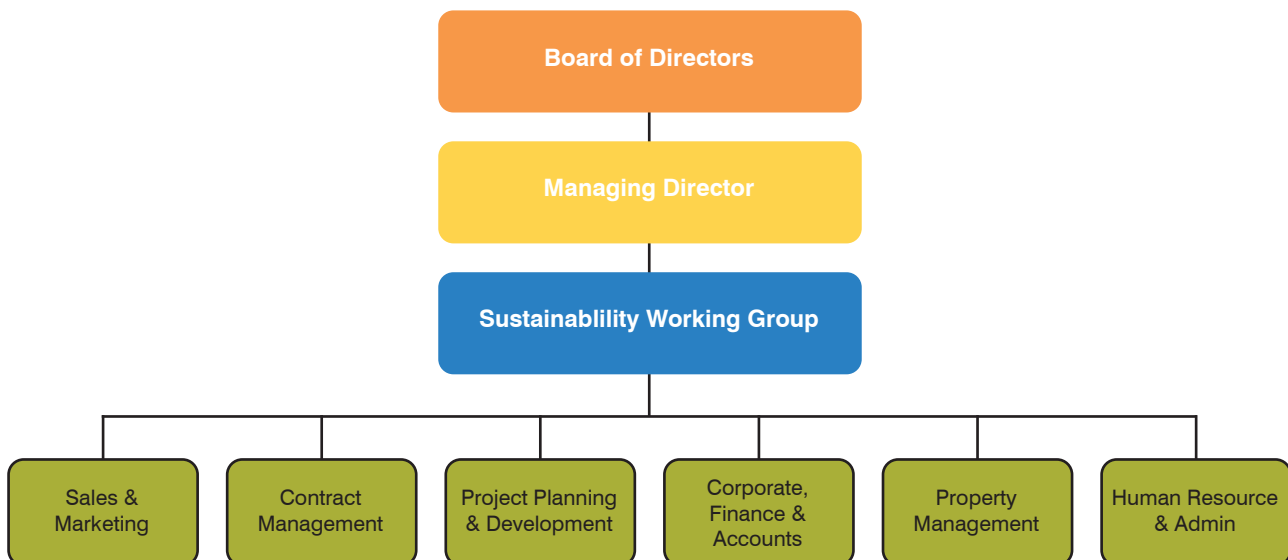 Board of Directors
Managing Director
Sustainablility Working Group
Sales &
Marketing
Contract
Management
Project Planning
& Development
Corporate,
Finance &
Accounts
Property
Management
Human Resource
& Admin